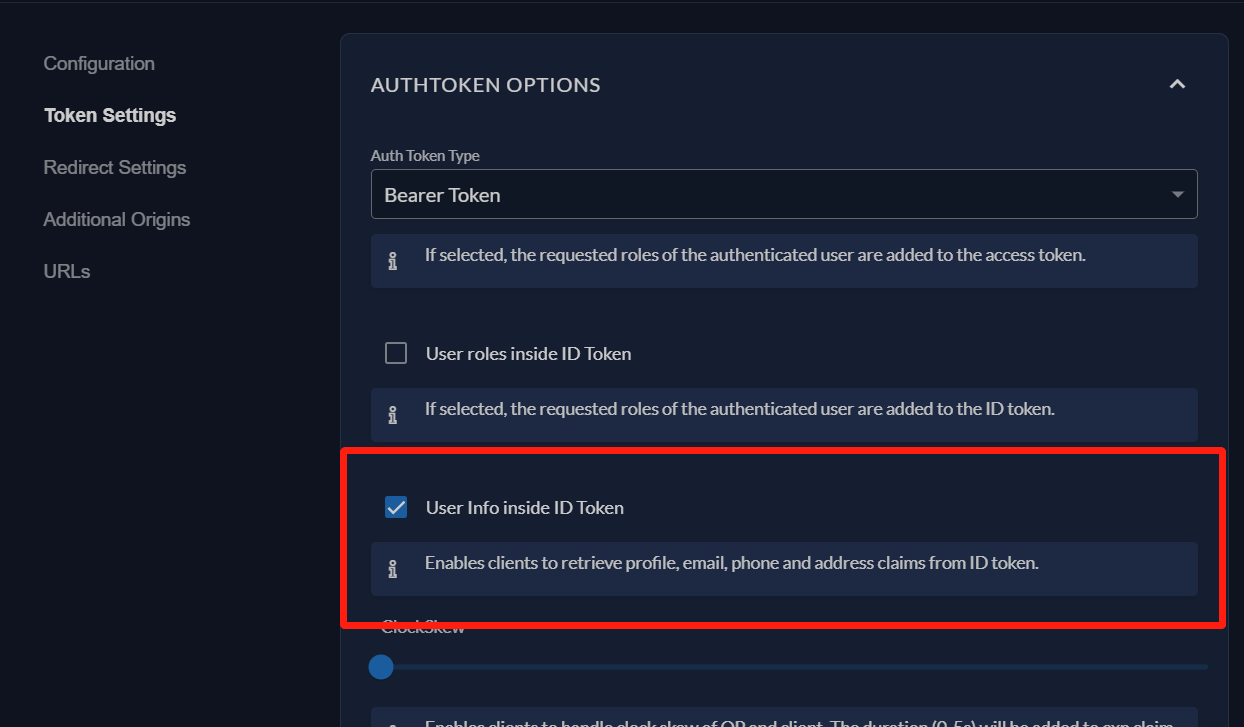 Configuration
Token Settings
Redirect Settings
Additional Origins
URLs
AUTHTOKEN OPTIONS
Auth Token Type
Bearer Token
If selected, the requested roles of the authenticated user are added to the access token.
User roles inside ID Token
If selected, the requested roles of the authenticated user are added to the ID token.
User Info inside ID Token
Enables clients to retrieve profile, email, phone and address claims from ID token.
ClockSkew
Enables clients to handle clock skew of OP and client. The duration (0-5s) will be added to exp claim